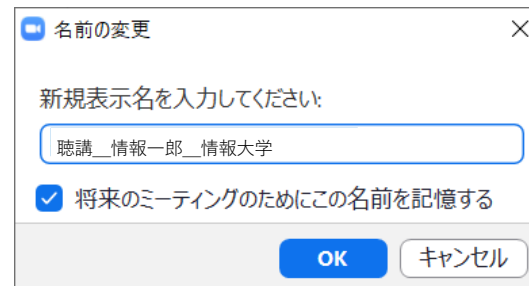 名前の変更
新規表示名を入力してください:
聴講__情報一郎__情報大学
将来のミーティングのためにこの名前を記憶する
OK キャンセル